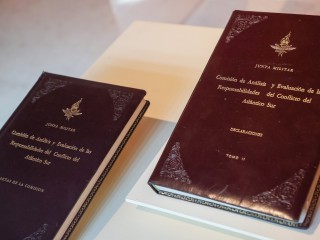 JUNTA MILITAR
Comisión de Análisis y Evaluación de las
Responsabilidades del Conflicto del
Atlántico Sur
JUNTA MILITAR
Comisión de Análisis y Evaluación de la
Responsabilidades del Conflicto del
Atlántico Sur
DECLARACIONES
TOMO II